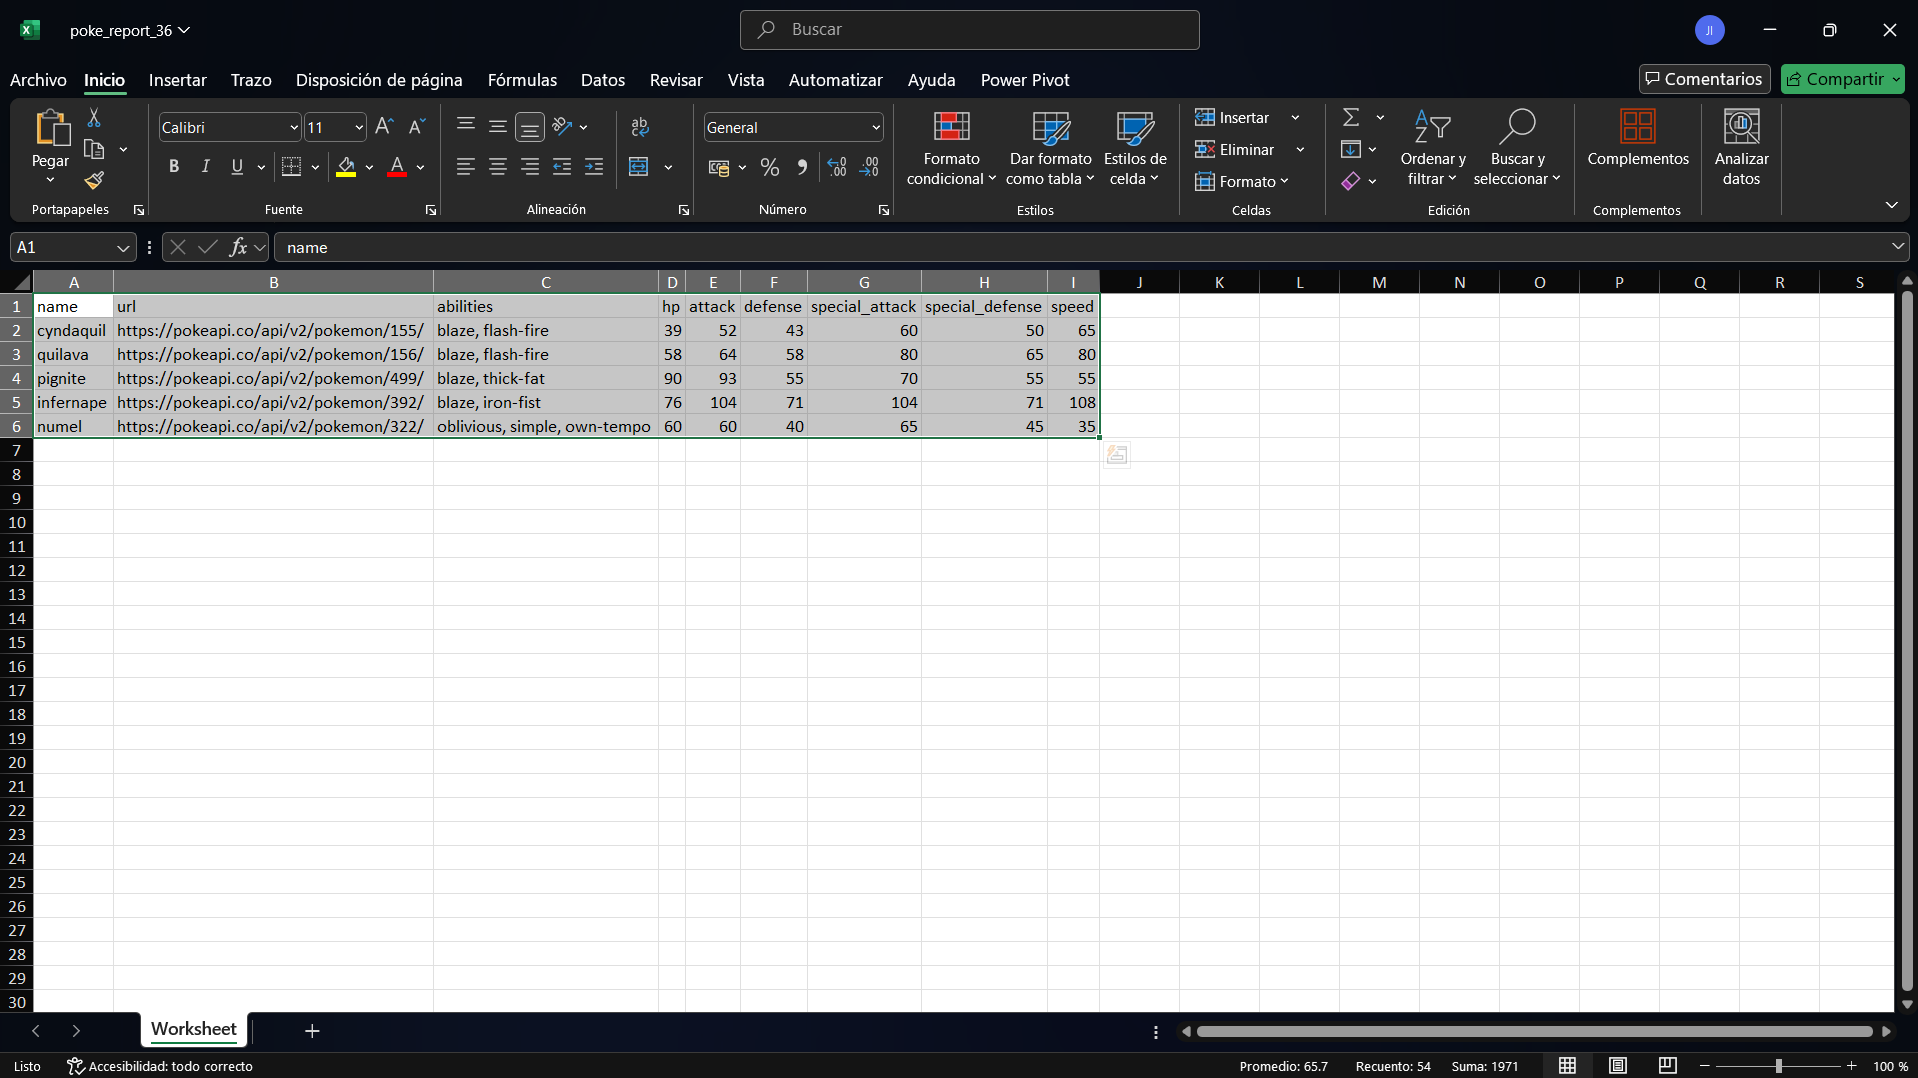 poke_report_36
Buscar
JI
Archivo Inicio Insertar Trazo Disposición de página Fórmulas Datos Revisar Vista Automatizar Ayuda Power Pivot
Comentarios Compartir
Pegar
Portapapeles
Calibri 11
N I U
Fuente
ab
Alineación
General
% 
Número
Formato condicional
Dar formato como tabla
Estilos de celda
Estilos
Insertar
Eliminar
Formato
Celdas
Ordenar y filtrar
Buscar y seleccionar
Edición
Complementos
Complementos
Analizar datos
A1 fx name
A B C D E F G H I J K L M N O P Q R S
1 name url abilities hp attack defense special_attack special_defense speed
2 cyndaquil https://pokeapi.co/api/v2/pokemon/155/ blaze, flash-fire 39 52 43 60 50 65
3 quilava https://pokeapi.co/api/v2/pokemon/156/ blaze, flash-fire 58 64 58 80 65 80
4 pignite https://pokeapi.co/api/v2/pokemon/499/ blaze, thick-fat 90 93 55 70 55 55
5 infernape https://pokeapi.co/api/v2/pokemon/392/ blaze, iron-fist 76 104 71 104 71 108
6 numel https://pokeapi.co/api/v2/pokemon/322/ oblivious, simple, own-tempo 60 60 40 65 45 35
7
8
9
10
11
12
13
14
15
16
17
18
19
20
21
22
23
24
25
26
27
28
29
30
Worksheet
Listo Accesibilidad: todo correcto Promedio: 65.7 Recuento: 54 Suma: 1971 100 %